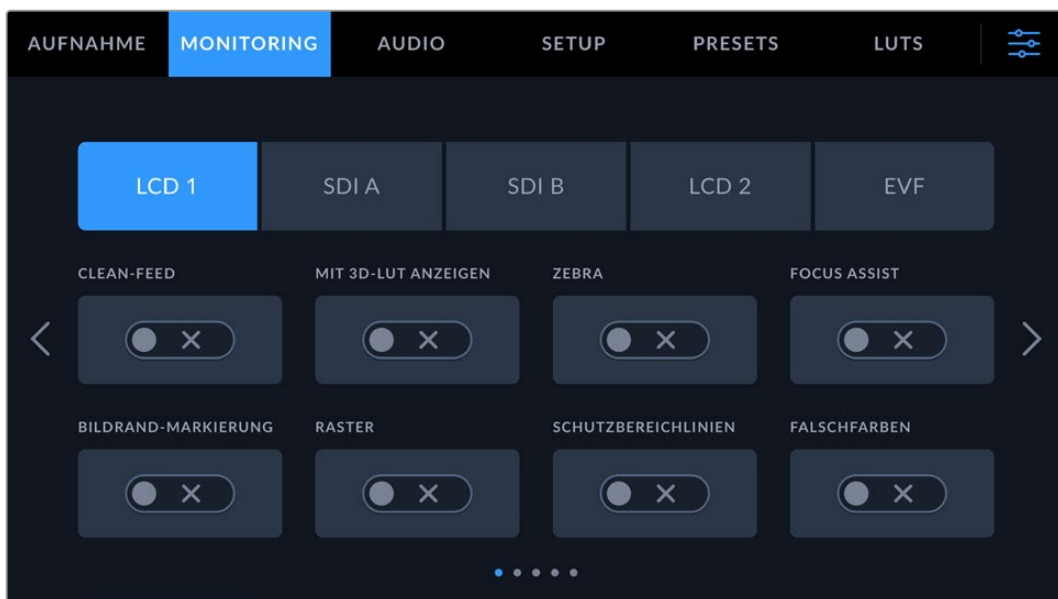 AUFNAHME MONITORING AUDIO SETUP PRESETS LUTS
LCD 1 SDI A SDI B LCD 2 EVF
CLEAN-FEED MIT 3D-LUT ANZEIGEN ZEBRA FOCUS ASSIST
BILDRAND-MARKIERUNG RASTER SCHUTZBEREICHLINIEN FALSCHFARBEN